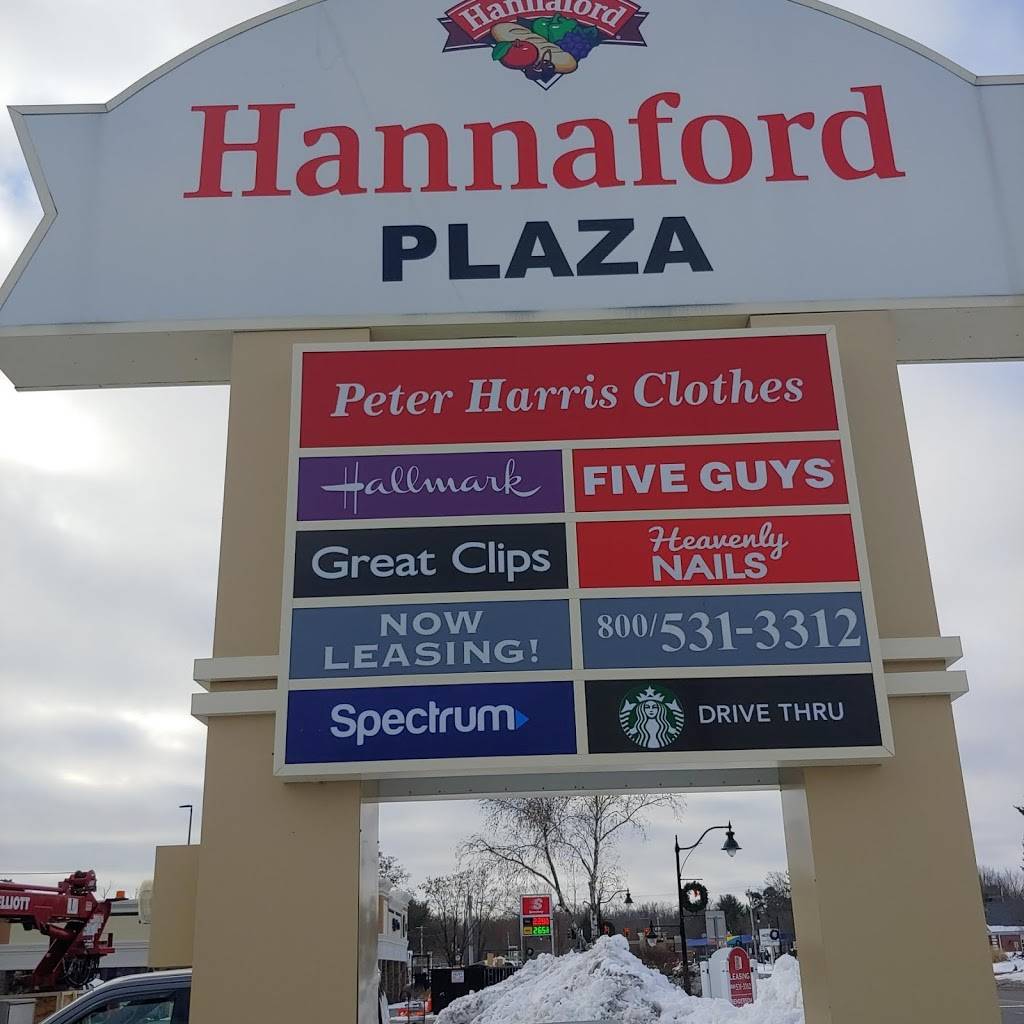 Hannaford
Hannaford
PLAZA
Peter Harris Clothes
Hallmark
FIVE GUYS
Great Clips
Heavenly
NAILS
NOW
LEASING!
800/531-3312
Spectrum
DRIVE THRU
ELLIOTT
LEASING